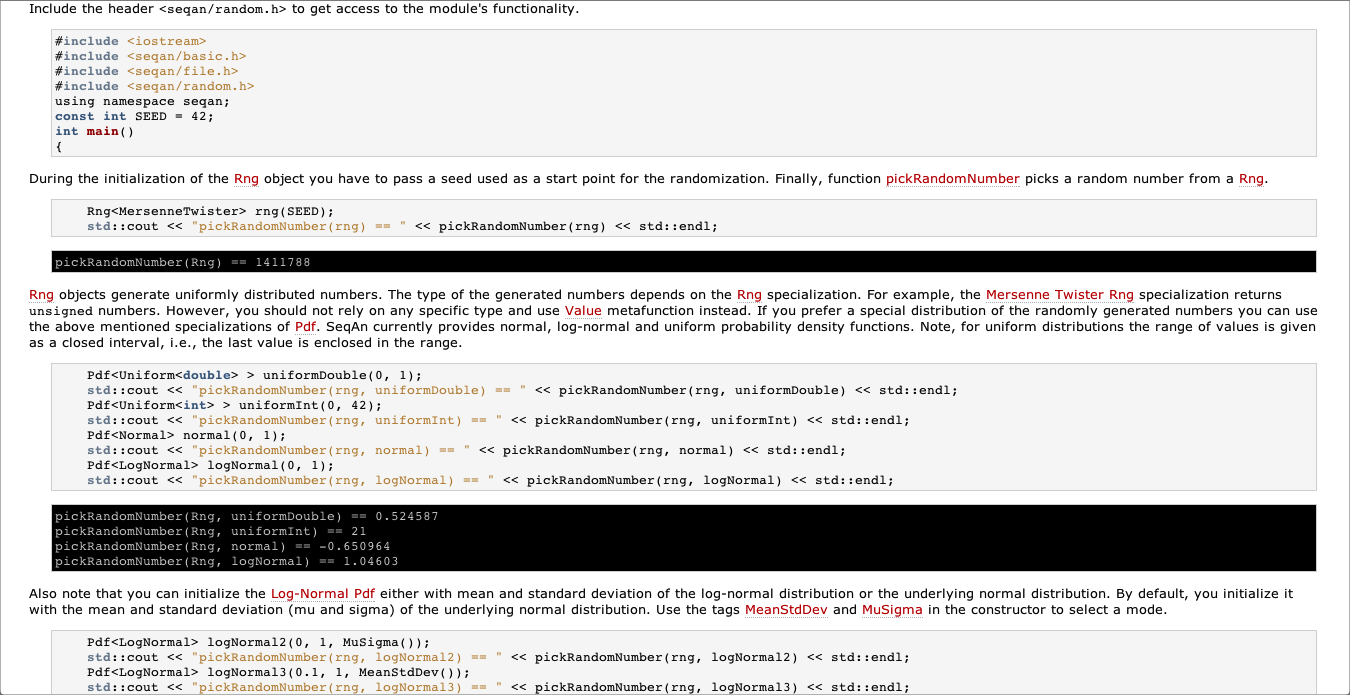 Include the header <seqan/random.h> to get access to the module's functionality.
#include <iostream>
#include <seqan/basic.h>
#include <seqan/file.h>
#include <seqan/random.h>
using namespace seqan;
const int SEED = 42;
int main()
{
During the initialization of the Rng object you have to pass a seed used as a start point for the randomization. Finally, function pickRandomNumber picks a random number from a Rng.
    Rng<MersenneTwister> rng(SEED);
    std::cout << "pickRandomNumber(rng) == " << pickRandomNumber(rng) << std::endl;
pickRandomNumber(Rng) == 1411788
Rng objects generate uniformly distributed numbers. The type of the generated numbers depends on the Rng specialization. For example, the Mersenne Twister Rng specialization returns
unsigned numbers. However, you should not rely on any specific type and use Value metafunction instead. If you prefer a special distribution of the randomly generated numbers you can use
the above mentioned specializations of Pdf. SeqAn currently provides normal, log-normal and uniform probability density functions. Note, for uniform distributions the range of values is given
as a closed interval, i.e., the last value is enclosed in the range.
    Pdf<Uniform<double> > uniformDouble(0, 1);
    std::cout << "pickRandomNumber(rng, uniformDouble) == " << pickRandomNumber(rng, uniformDouble) << std::endl;
    Pdf<Uniform<int> > uniformInt(0, 42);
    std::cout << "pickRandomNumber(rng, uniformInt) == " << pickRandomNumber(rng, uniformInt) << std::endl;
    Pdf<Normal> normal(0, 1);
    std::cout << "pickRandomNumber(rng, normal) == " << pickRandomNumber(rng, normal) << std::endl;
    Pdf<LogNormal> logNormal(0, 1);
    std::cout << "pickRandomNumber(rng, logNormal) == " << pickRandomNumber(rng, logNormal) << std::endl;
pickRandomNumber(Rng, uniformDouble) == 0.524587
pickRandomNumber(Rng, uniformInt) == 21
pickRandomNumber(Rng, normal) == -0.650964
pickRandomNumber(Rng, logNormal) == 1.04603
Also note that you can initialize the Log-Normal Pdf either with mean and standard deviation of the log-normal distribution or the underlying normal distribution. By default, you initialize it
with the mean and standard deviation (mu and sigma) of the underlying normal distribution. Use the tags MeanStdDev and MuSigma in the constructor to select a mode.
    Pdf<LogNormal> logNormal2(0, 1, MuSigma());
    std::cout << "pickRandomNumber(rng, logNormal2) == " << pickRandomNumber(rng, logNormal2) << std::endl;
    Pdf<LogNormal> logNormal3(0.1, 1, MeanStdDev());
    std::cout << "pickRandomNumber(rng, logNormal3) == " << pickRandomNumber(rng, logNormal3) << std::endl;